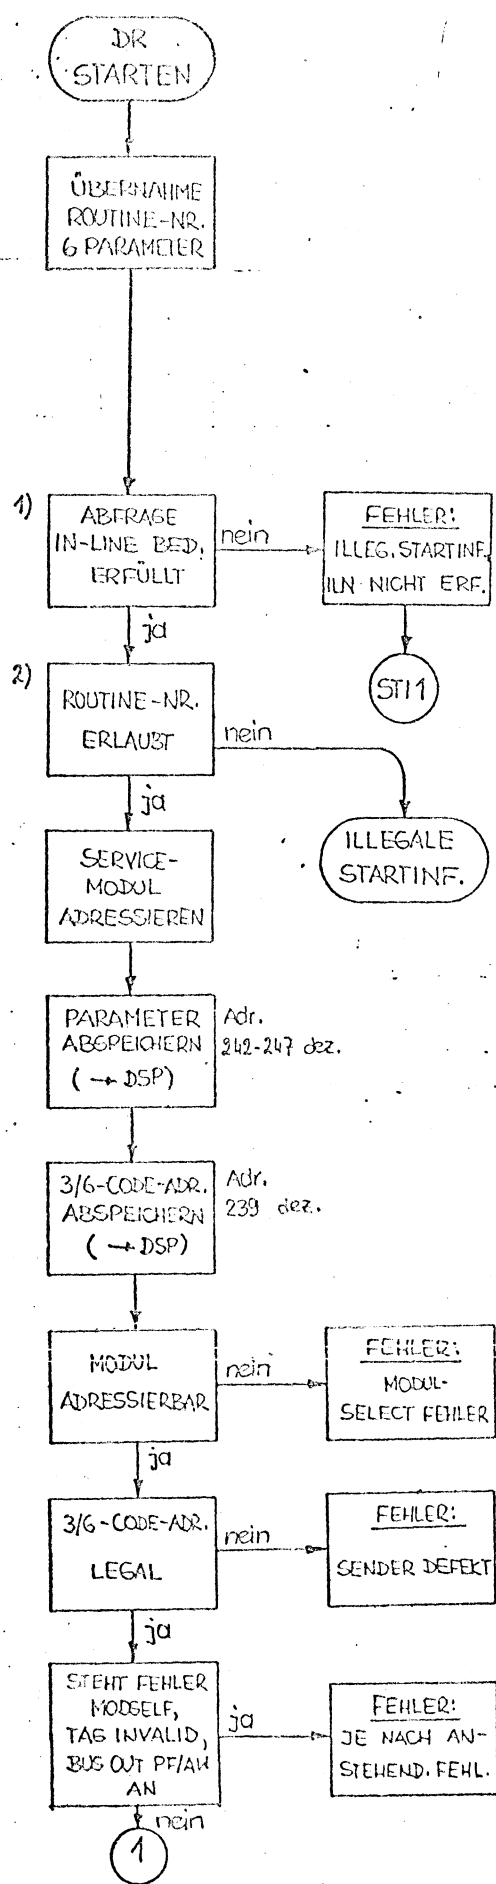 DR
STARTEN
ÜBERNAHME
ROUTINE-NR.
6 PARAMETER
1)
ABFRAGE
IN-LINE BED.
ERFÜLLT
nein
FEHLER:
ILLEG. STARTINF.
ILN NICHT ERF.
ja
STI1
2)
ROUTINE-NR.
ERLAUBT
nein
ja
ILLEGALE
STARTINF.
SERVICE-
MODUL
ADRESSIEREN
PARAMETER
ABSPEICHERN
(→ DSP)
Adr.
242-247 dez.
3/6-CODE-ADR.
ABSPEICHERN
(→ DSP)
Adr.
239 dez.
MODUL
ADRESSIERBAR
nein
FEHLER:
MODUL-
SELECT FEHLER
ja
3/6-CODE-ADR.
LEGAL
nein
FEHLER:
SENDER DEFEKT
ja
STEHT FEHLER
MODSELF,
TAG INVALID,
BUS OUT PF/AW
AN
ja
FEHLER:
JE NACH AN-
STEHEND. FEHL.
nein
1